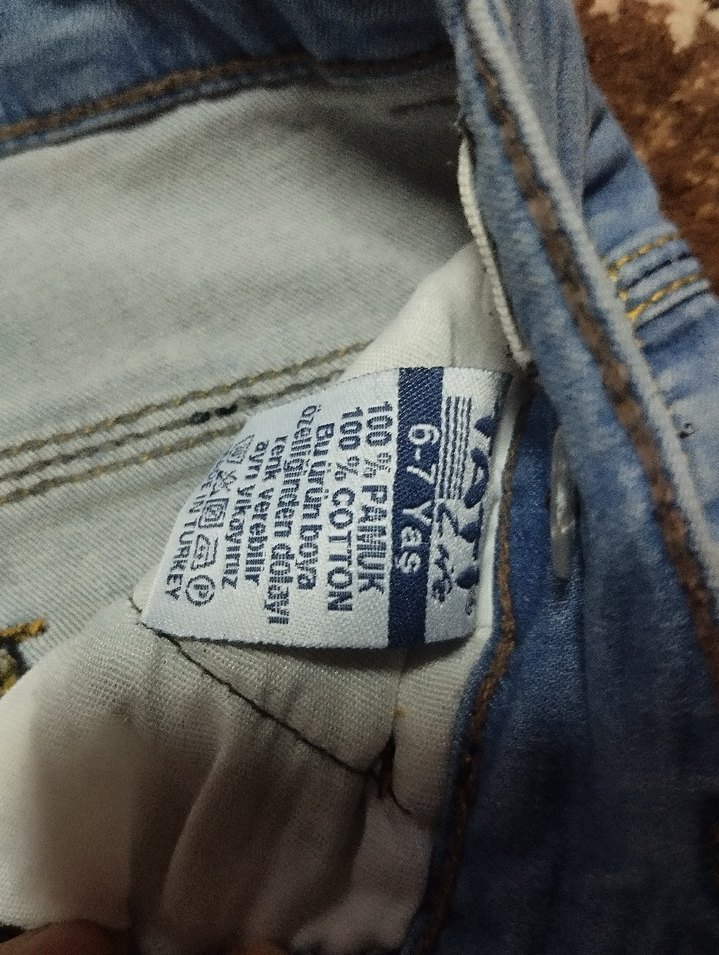 6-7 Yaş
100 % PAMUK
100 % COTTON
Bu ürün boya
özelliğinden dolayı
renk verebilir
ayrı yıkayınız
P
IN TURKEY